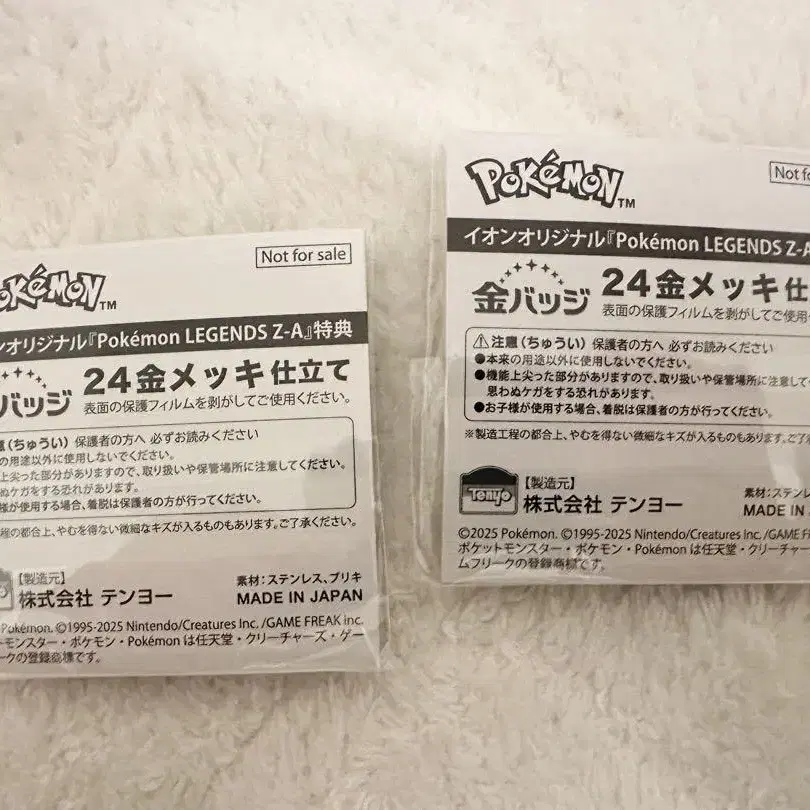 Not for sale
POKÉMON TM
オリジナル『Pokémon LEGENDS Z-A』特典
バッジ 24金メッキ 仕立て
表面の保護フィルムを剥がしてご使用ください。
(ちゅうい) 保護者の方へ 必ずお読みください
の用途以外に使用しないでください。
上尖った部分がありますので、取り扱いや保管場所に注意してください。
ぬケガをする恐れがあります。
様が使用する場合、着脱は保護者の方が行ってください。
程の都合上、やむを得ない微細なキズが入るものもあります。ご了承ください。
【製造元】
株式会社 テンヨー
素材:ステンレス、ブリキ
MADE IN JAPAN
Pokémon. ©1995-2025 Nintendo/Creatures Inc. /GAME FREAK inc.
モンスター・ポケモン・Pokémon は任天堂・クリーチャーズ・ゲー
クの登録商標です。
Not fo
POKÉMON TM
イオンオリジナル『Pokémon LEGENDS Z-A
金バッジ 24金メッキ 仕
表面の保護フィルムを剥がしてご使用
⚠注意(ちゅうい) 保護者の方へ 必ずお読みください
●本来の用途以外に使用しないでください。
●機能上尖った部分がありますので、取り扱いや保管場所に注意して
思わぬケガをする恐れがあります。
●お子様が使用する場合、着脱は保護者の方が行ってください。
※製造工程の都合上、やむを得ない微細なキズが入るものもあります。ご了
Tenyo
【製造元】
株式会社 テンヨー
素材:ステン
MADE IN
©2025 Pokémon. ©1995-2025 Nintendo/Creatures Inc. /GAME FR
ポケットモンスター・ポケモン・Pokémon は任天堂・クリーチャー
ムフリークの登録商標です。